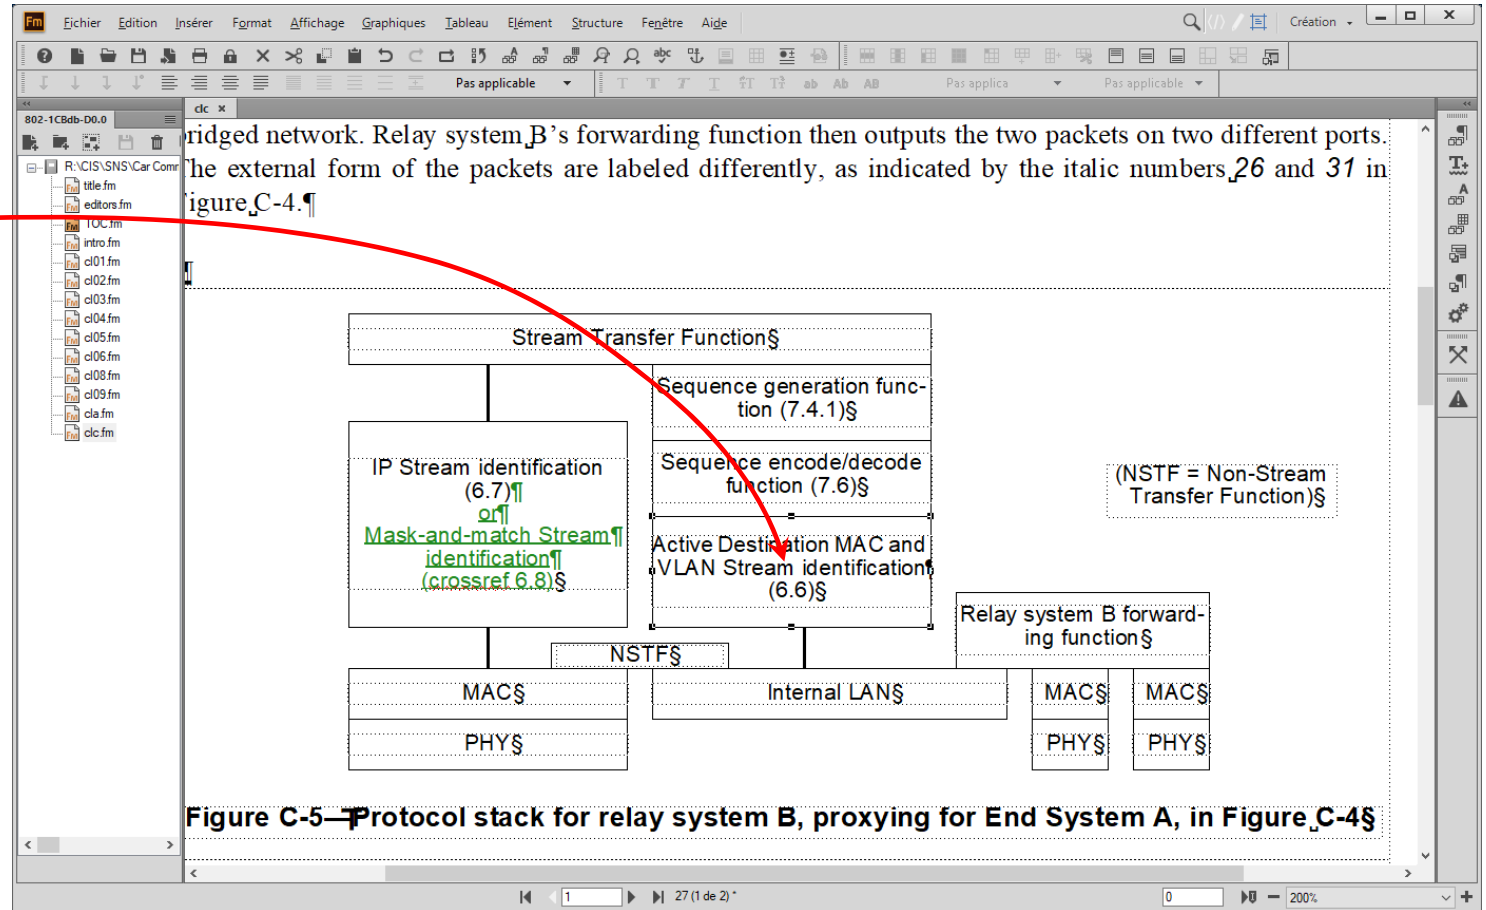 Fm Fichier Edition Insérer Format Affichage Graphiques Tableau Elément Structure Fenêtre Aide Création
Pas applicable Pas applica Pas applicable
802-1CBdb-D0.0
clc
R:\CIS\SNS\Car Comm
title.fm
editors.fm
TOC.fm
intro.fm
cl01.fm
cl02.fm
cl03.fm
cl04.fm
cl05.fm
cl06.fm
cl08.fm
cl09.fm
cla.fm
clc.fm
ridged network. Relay system B's forwarding function then outputs the two packets on two different ports.
The external form of the packets are labeled differently, as indicated by the italic numbers 26 and 31 in
Figure C-4.¶
¶
Stream Transfer Function§
Sequence generation func-
tion (7.4.1)§
IP Stream identification
(6.7)¶
or¶
Mask-and-match Stream¶
identification¶
(crossref 6.8)§
Sequence encode/decode
function (7.6)§
(NSTF = Non-Stream
Transfer Function)§
Active Destination MAC and
VLAN Stream identification¶
(6.6)§
Relay system B forward-
ing function§
NSTF§
MAC§ Internal LAN§ MAC§ MAC§
PHY§ PHY§ PHY§
Figure C-5—Protocol stack for relay system B, proxying for End System A, in Figure C-4§
1 27 (1 de 2) * 0 200%